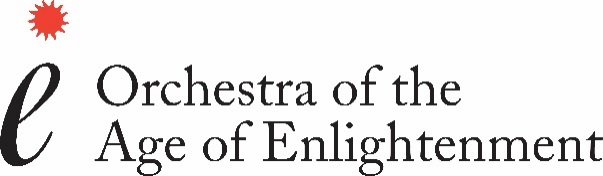 Orchestra of the
Age of Enlightenment